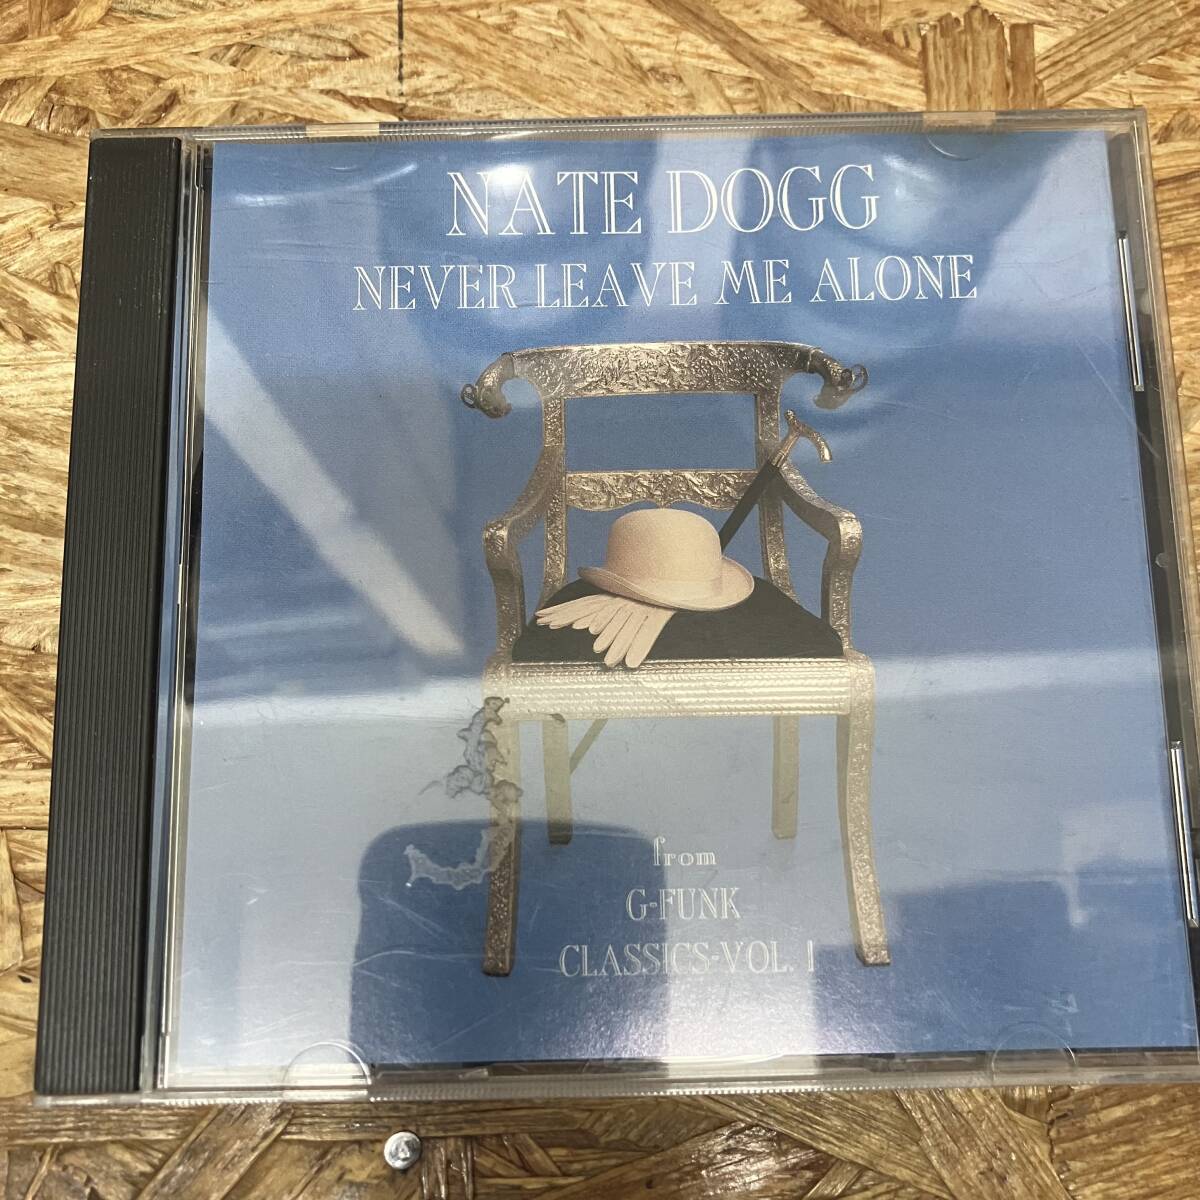 NATE DOGG
NEVER LEAVE ME ALONE
from
G-FUNK
CLASSICS-VOL. 1